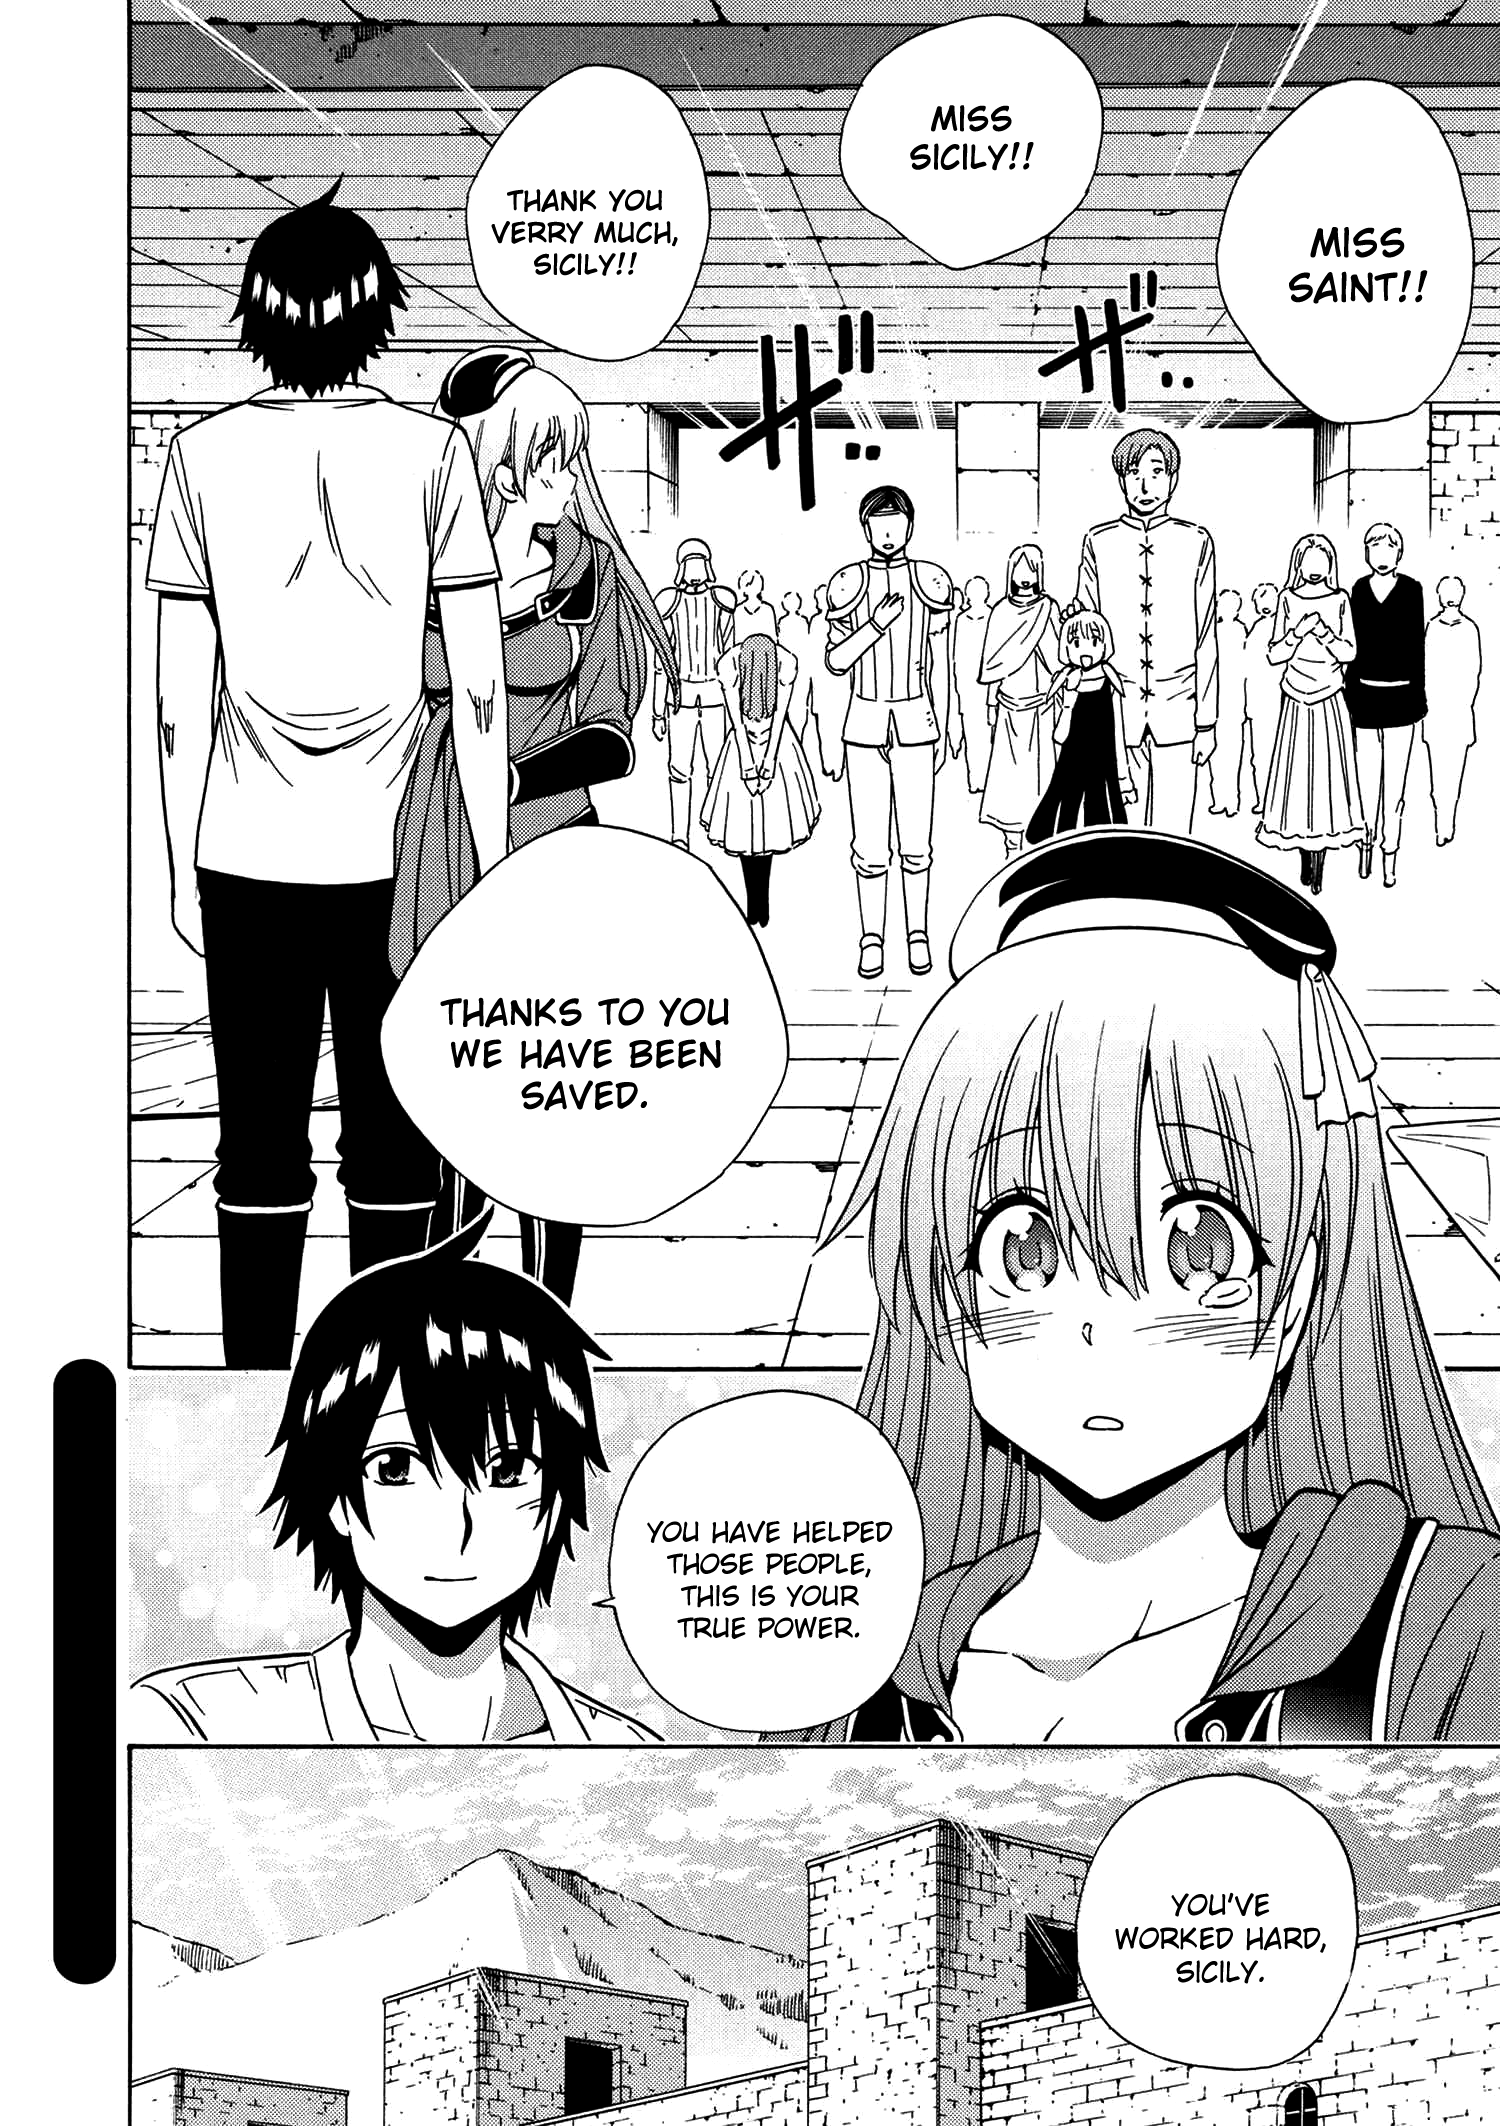 MISS
SAINT!!
MISS
SICILY!!
THANK YOU
VERRY MUCH,
SICILY!!
ザ‥
ザ‥
THANKS TO YOU
WE HAVE BEEN
SAVED.
YOU HAVE HELPED
THOSE PEOPLE,
THIS IS YOUR
TRUE POWER.
YOU'VE
WORKED HARD,
SICILY.